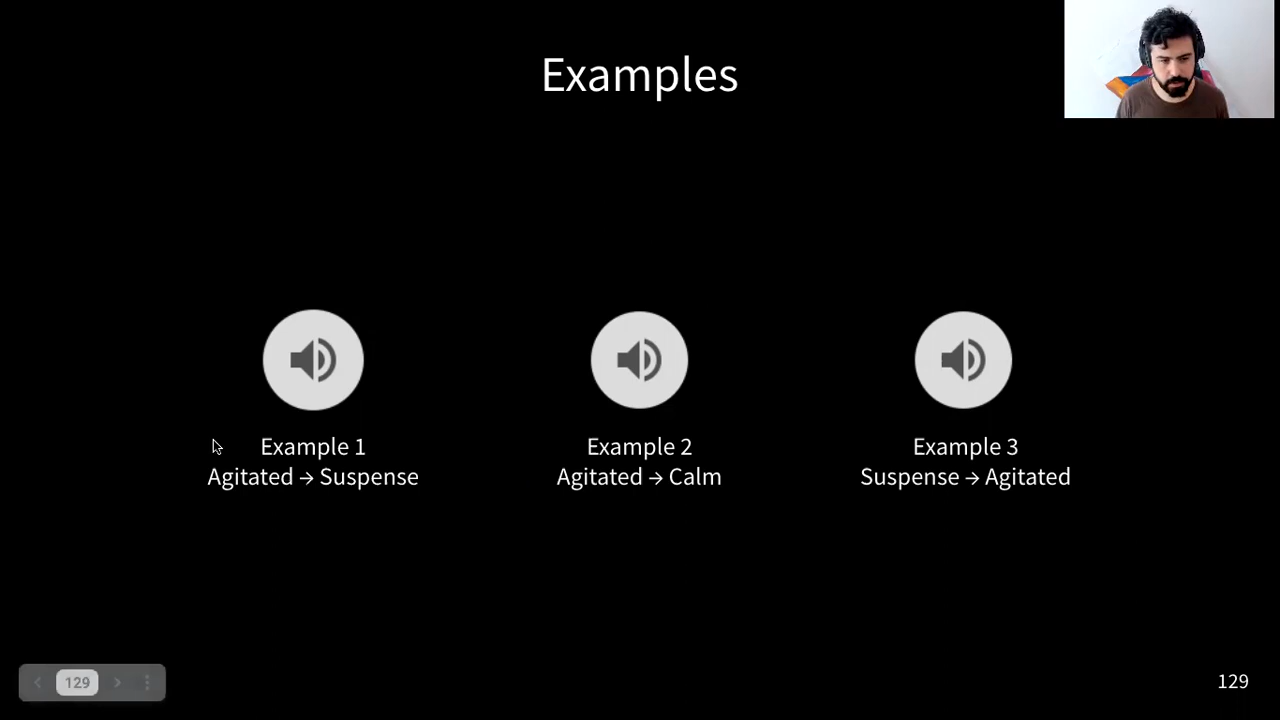 Examples
Example 1
Agitated → Suspense
Example 2
Agitated → Calm
Example 3
Suspense → Agitated
129
129